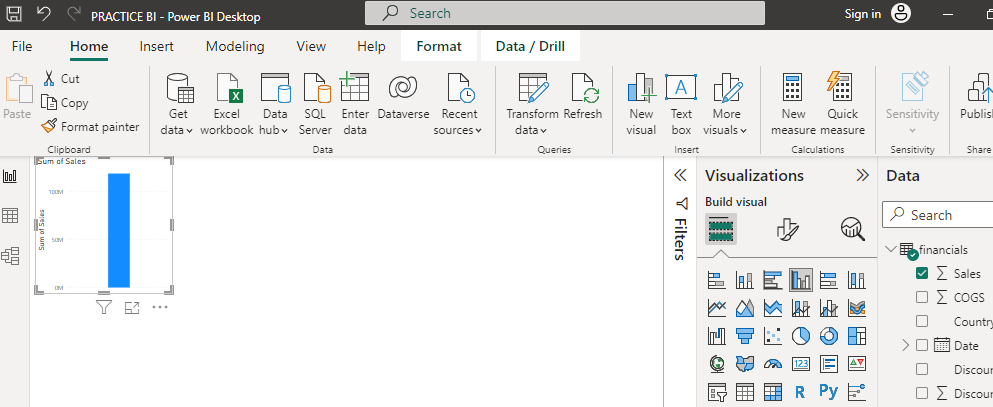 PRACTICE BI - Power BI Desktop
Search
Sign in
File Home Insert Modeling View Help Format Data / Drill
Paste
Cut
Copy
Format painter
Clipboard
Get data
Excel workbook
Data hub
SQL Server
Enter data
Dataverse
Recent sources
Data
Transform data
Refresh
Queries
New visual
Text box
More visuals
Insert
New measure
Quick measure
Calculations
Sensitivity
Sensitivity
Publish
Share
Sum of Sales
Sum of Sales
100M
50M
0M
Filters
Visualizations
Build visual
123
R
Py
Data
Search
financials
Sales
COGS
Country
Date
Discou
Discou